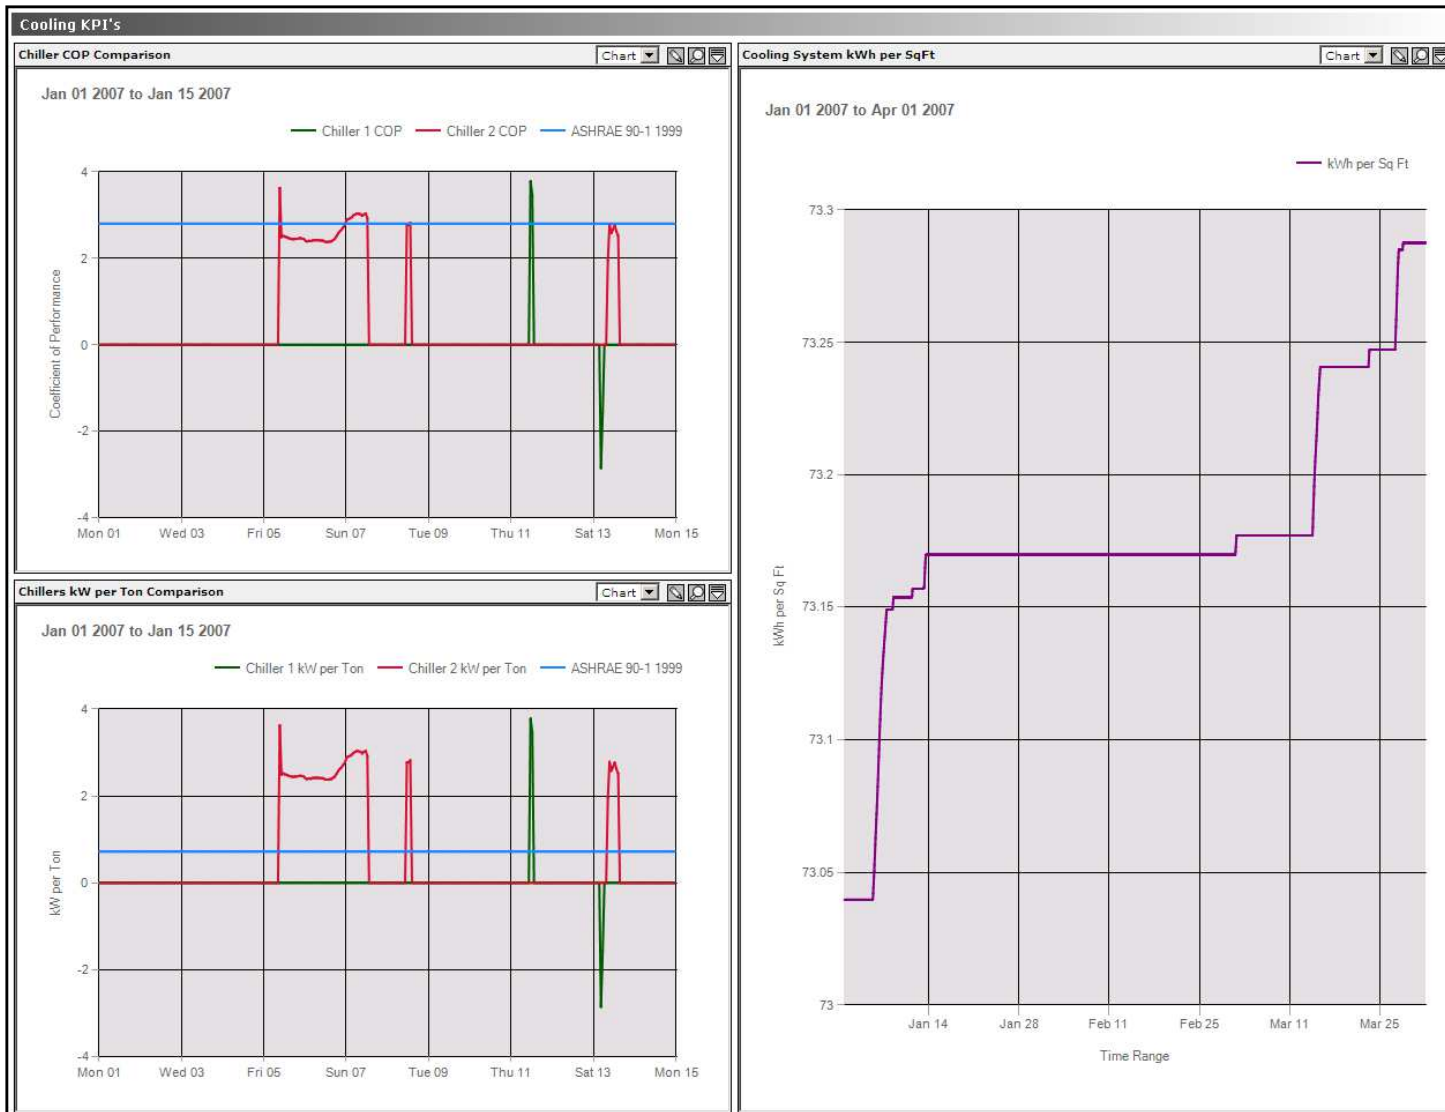 Cooling KPI's
Chiller COP Comparison
Chart
Jan 01 2007 to Jan 15 2007
Chiller 1 COP Chiller 2 COP ASHRAE 90-1 1999
4
2
0
-2
-4
Coefficient of Performance
Mon 01 Wed 03 Fri 05 Sun 07 Tue 09 Thu 11 Sat 13 Mon 15
Chillers kW per Ton Comparison
Chart
Jan 01 2007 to Jan 15 2007
Chiller 1 kW per Ton Chiller 2 kW per Ton ASHRAE 90-1 1999
4
2
0
-2
-4
kW per Ton
Mon 01 Wed 03 Fri 05 Sun 07 Tue 09 Thu 11 Sat 13 Mon 15
Cooling System kWh per SqFt
Chart
Jan 01 2007 to Apr 01 2007
kWh per Sq Ft
73.3
73.25
73.2
73.15
73.1
73.05
73
kWh per Sq Ft
Jan 14 Jan 28 Feb 11 Feb 25 Mar 11 Mar 25
Time Range